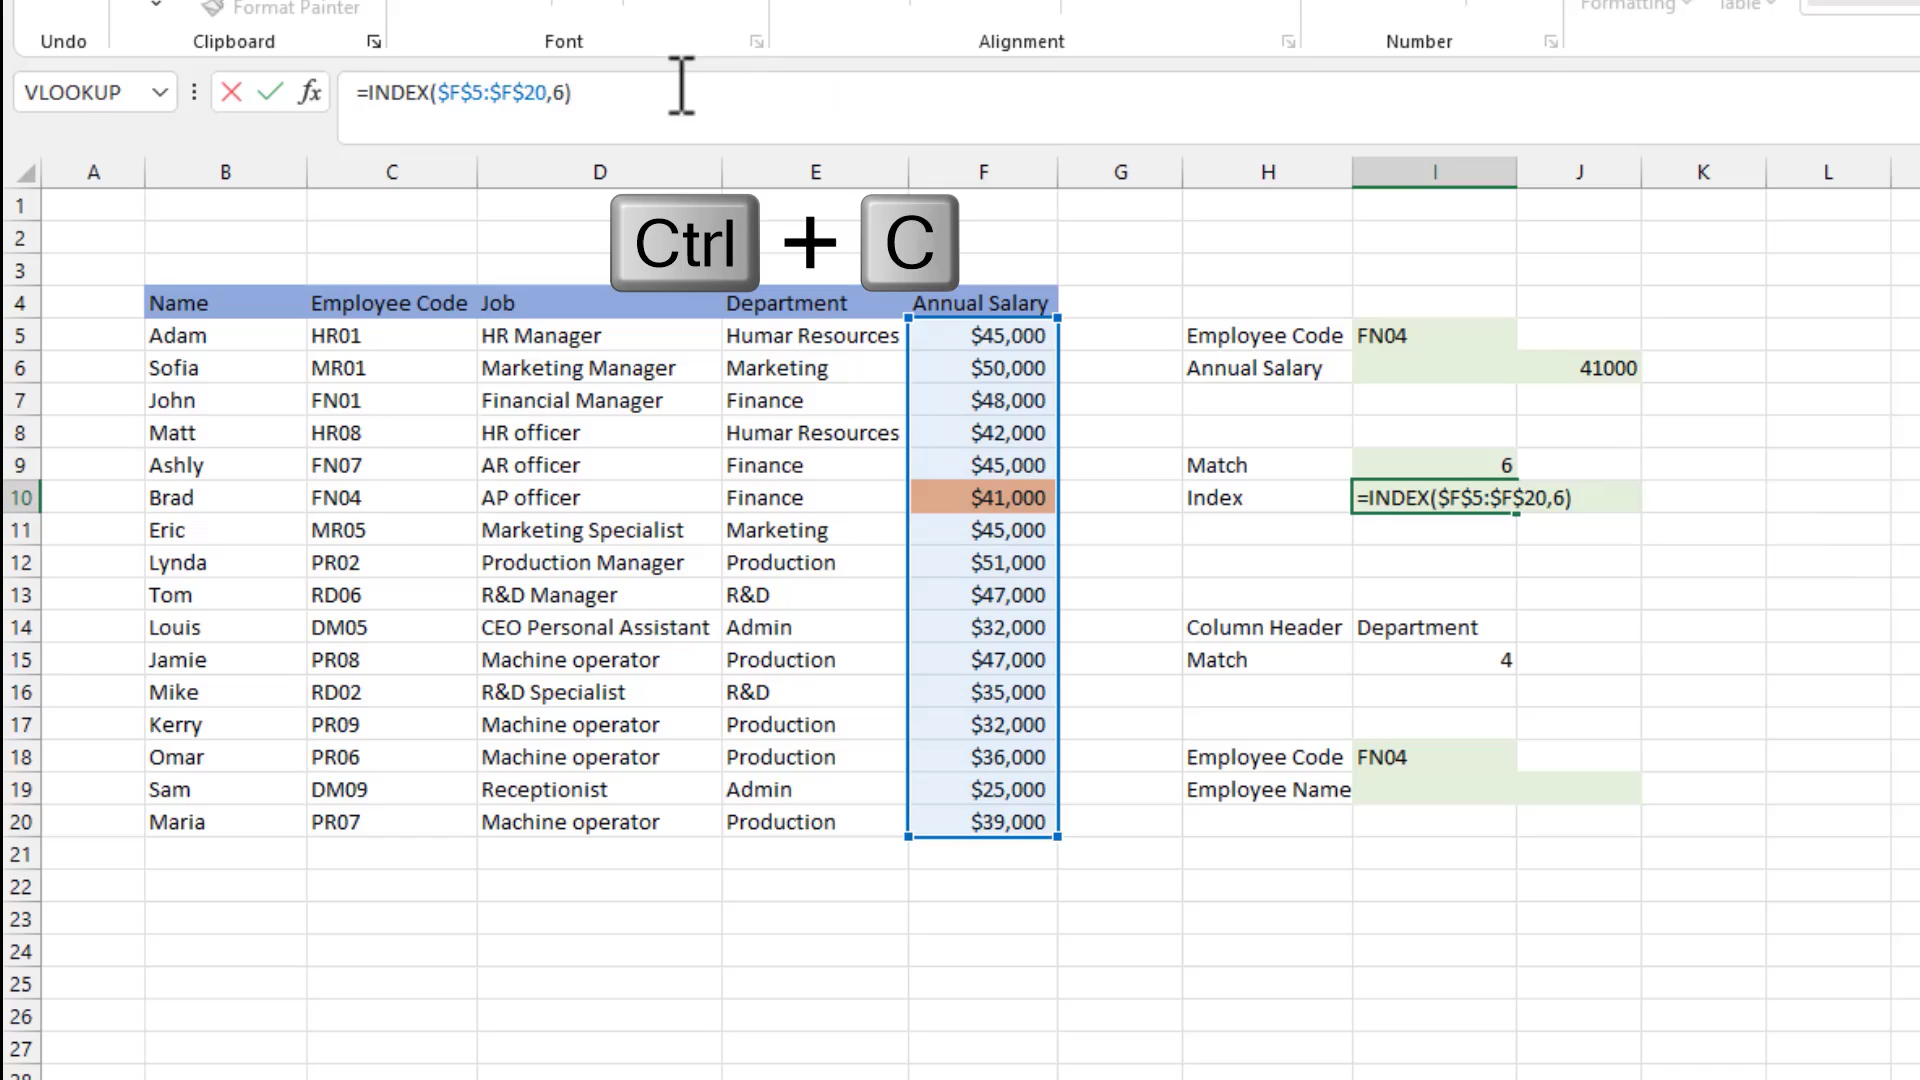 Format Painter
Formatting Table
Undo Clipboard Font Alignment Number
VLOOKUP fx =INDEX($F$5:$F$20,6)
A B C D E F G H I J K L
Ctrl + C
1
2
3
4 Name Employee Code Job Department Annual Salary
5 Adam HR01 HR Manager Humar Resources $45,000 Employee Code FN04
6 Sofia MR01 Marketing Manager Marketing $50,000 Annual Salary 41000
7 John FN01 Financial Manager Finance $48,000
8 Matt HR08 HR officer Humar Resources $42,000
9 Ashly FN07 AR officer Finance $45,000 Match 6
10 Brad FN04 AP officer Finance $41,000 Index =INDEX($F$5:$F$20,6)
11 Eric MR05 Marketing Specialist Marketing $45,000
12 Lynda PR02 Production Manager Production $51,000
13 Tom RD06 R&D Manager R&D $47,000
14 Louis DM05 CEO Personal Assistant Admin $32,000 Column Header Department
15 Jamie PR08 Machine operator Production $47,000 Match 4
16 Mike RD02 R&D Specialist R&D $35,000
17 Kerry PR09 Machine operator Production $32,000
18 Omar PR06 Machine operator Production $36,000 Employee Code FN04
19 Sam DM09 Receptionist Admin $25,000 Employee Name
20 Maria PR07 Machine operator Production $39,000
21
22
23
24
25
26
27
28